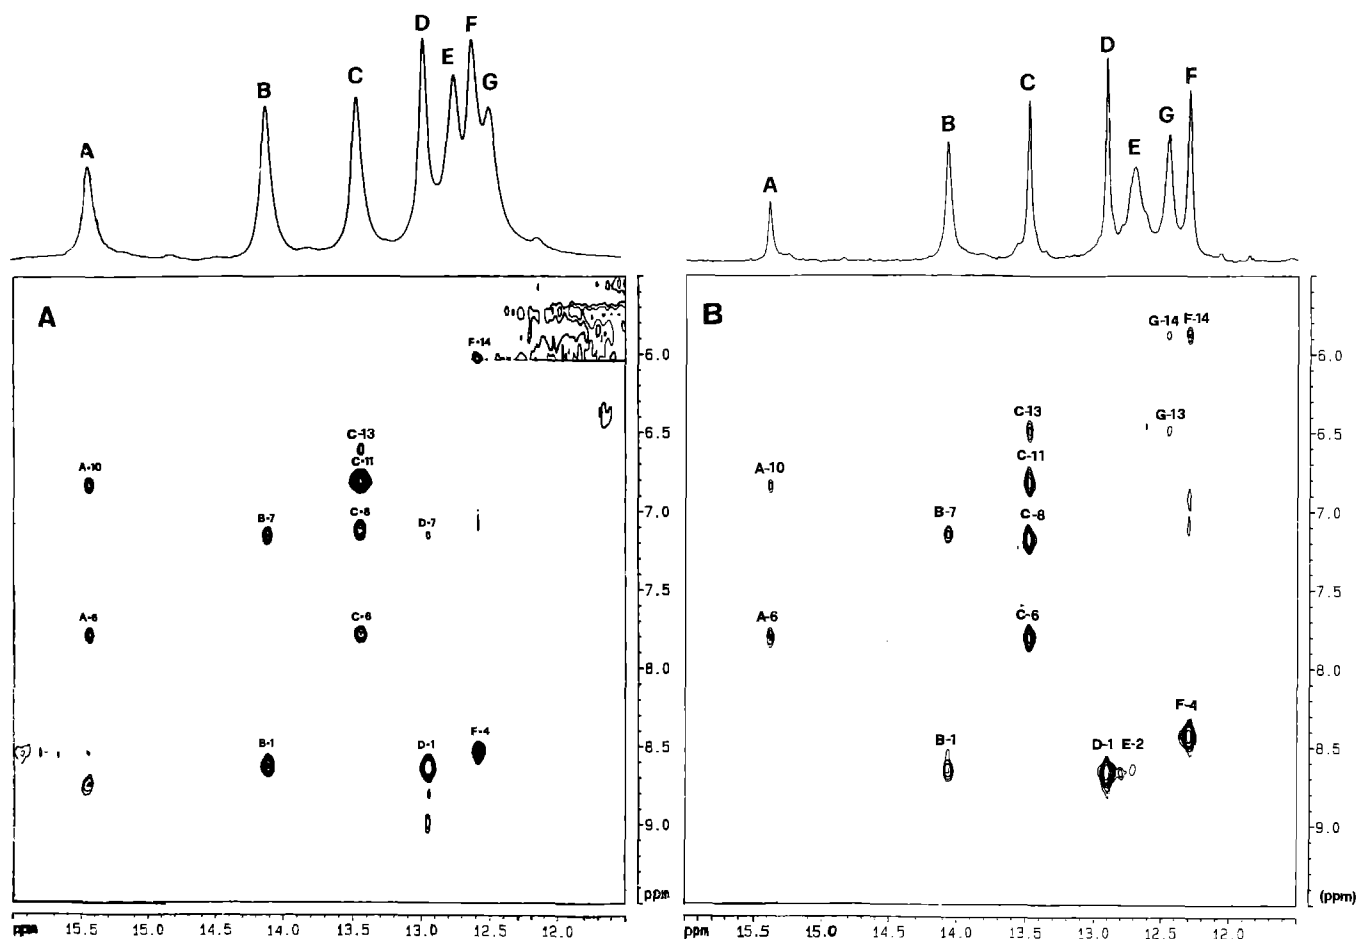 A
B
C
D
E
F
G
A
F-14
6.0
C-13
6.5
C-11
A-10
C-8
7.0
B-7
D-7
7.5
A-6
C-6
8.0
F-4
B-1
D-1
8.5
9.0
ppm
ppm 15.5 15.0 14.5 14.0 13.5 13.0 12.5 12.0
A
B
C
D
E
G
F
B
G-14 F-14
6.0
C-13
G-13
6.5
C-11
A-10
7.0
B-7
C-8
7.5
A-6
C-6
8.0
F-4
B-1
D-1 E-2
8.5
9.0
(ppm)
ppm 15.5 15.0 14.5 14.0 13.5 13.0 12.5 12.0